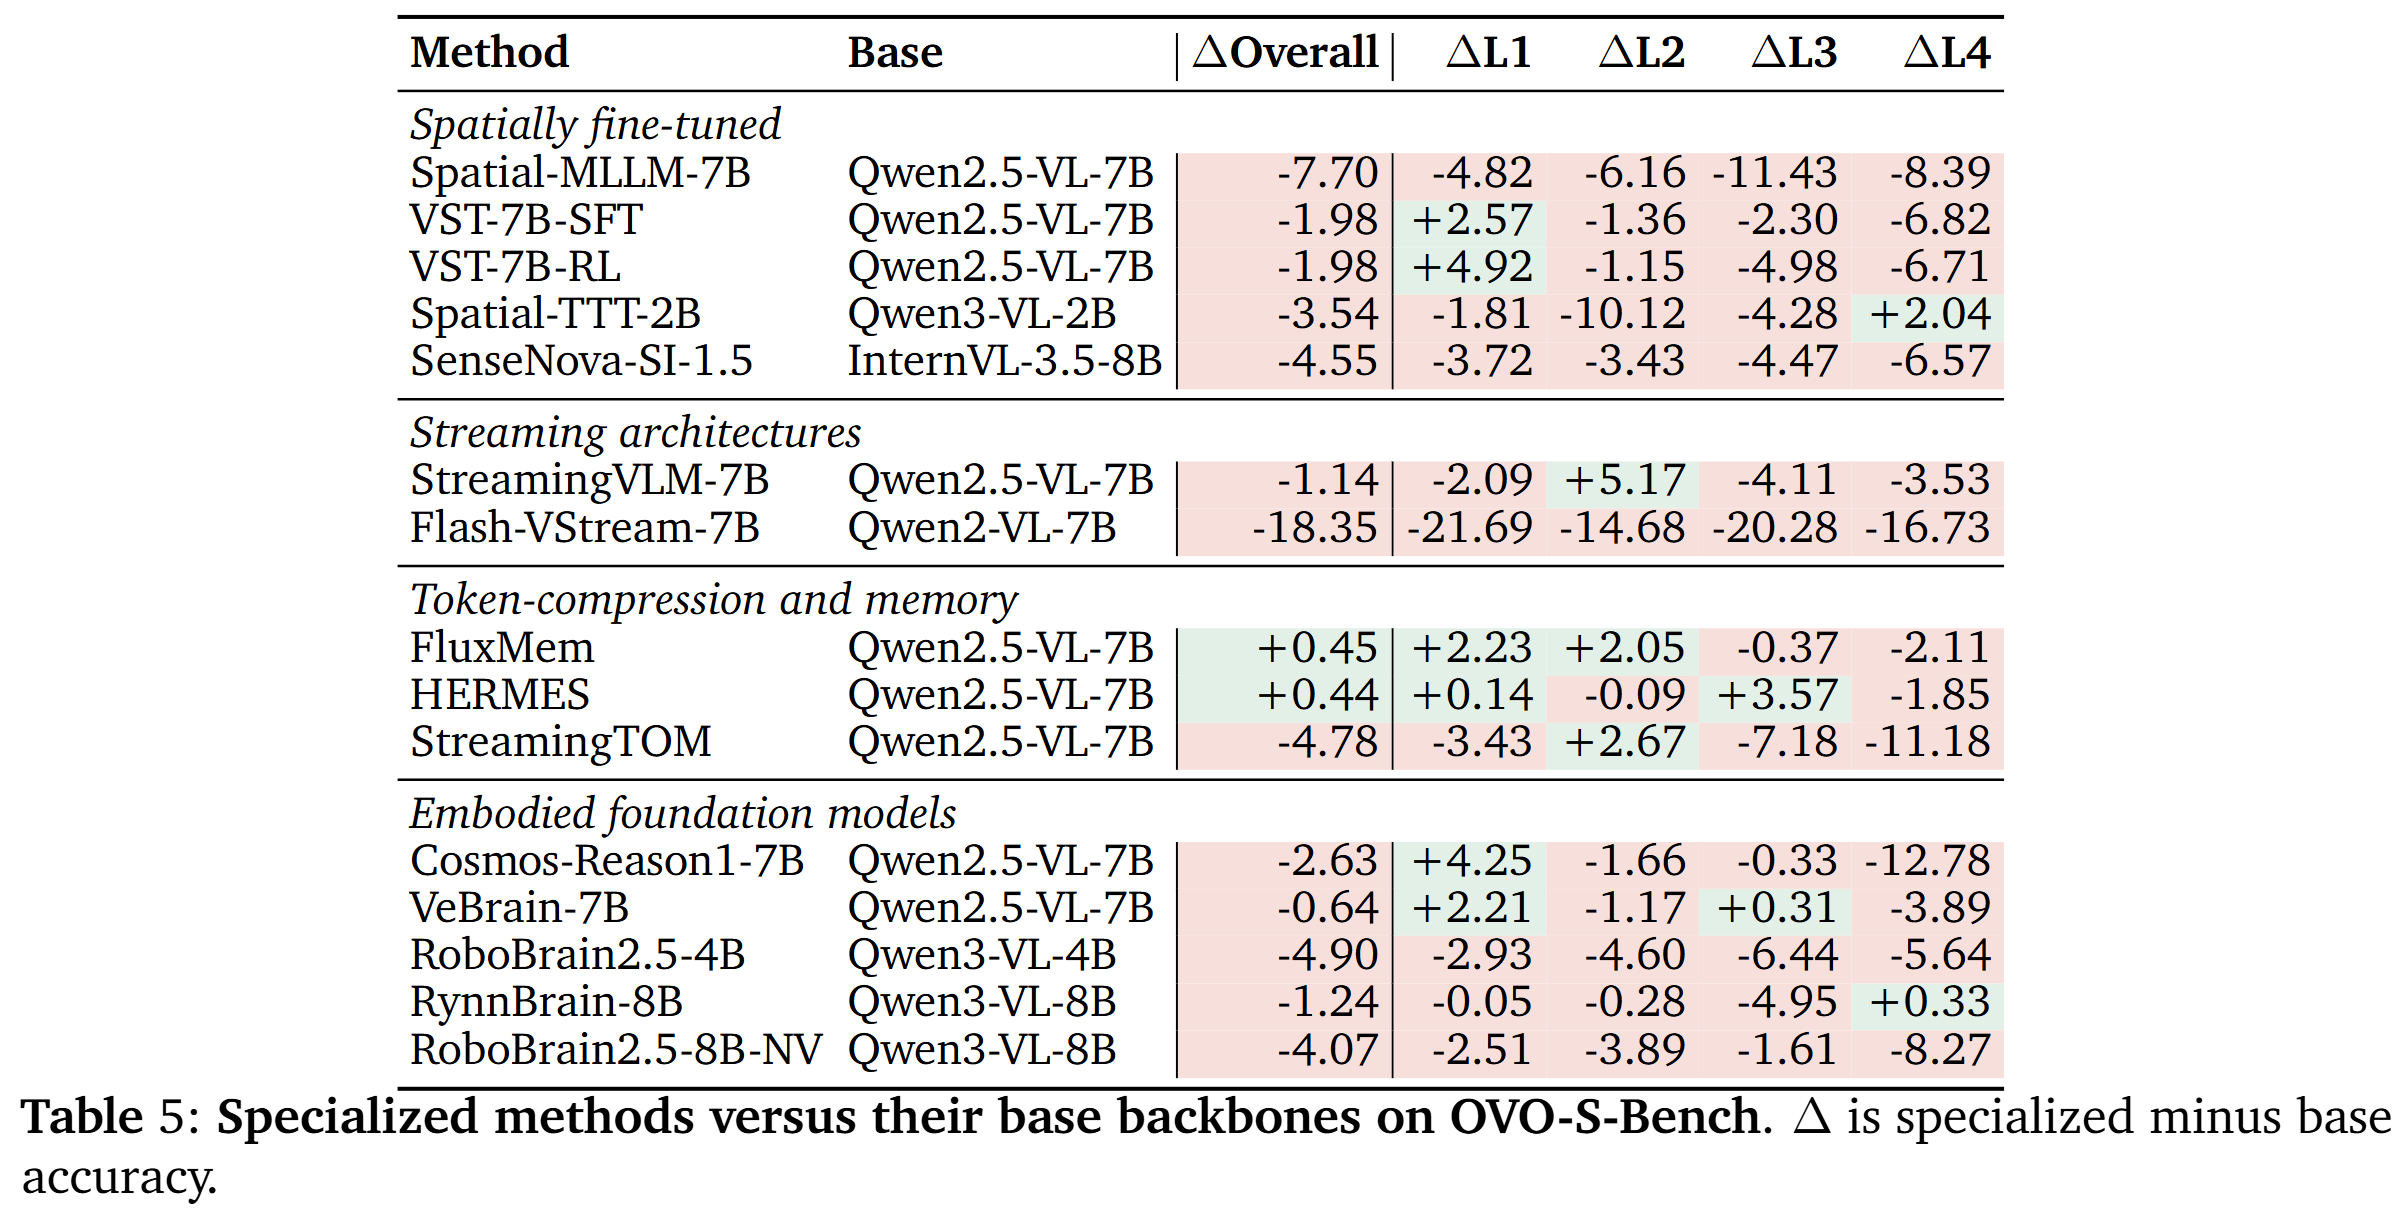 Method Base △Overall △L1 △L2 △L3 △L4
Spatially fine-tuned
Spatial-MLLM-7B Qwen2.5-VL-7B -7.70 -4.82 -6.16 -11.43 -8.39
VST-7B-SFT Qwen2.5-VL-7B -1.98 +2.57 -1.36 -2.30 -6.82
VST-7B-RL Qwen2.5-VL-7B -1.98 +4.92 -1.15 -4.98 -6.71
Spatial-TTT-2B Qwen3-VL-2B -3.54 -1.81 -10.12 -4.28 +2.04
SenseNova-SI-1.5 InternVL-3.5-8B -4.55 -3.72 -3.43 -4.47 -6.57
Streaming architectures
StreamingVLM-7B Qwen2.5-VL-7B -1.14 -2.09 +5.17 -4.11 -3.53
Flash-VStream-7B Qwen2-VL-7B -18.35 -21.69 -14.68 -20.28 -16.73
Token-compression and memory
FluxMem Qwen2.5-VL-7B +0.45 +2.23 +2.05 -0.37 -2.11
HERMES Qwen2.5-VL-7B +0.44 +0.14 -0.09 +3.57 -1.85
StreamingTOM Qwen2.5-VL-7B -4.78 -3.43 +2.67 -7.18 -11.18
Embodied foundation models
Cosmos-Reason1-7B Qwen2.5-VL-7B -2.63 +4.25 -1.66 -0.33 -12.78
VeBrain-7B Qwen2.5-VL-7B -0.64 +2.21 -1.17 +0.31 -3.89
RoboBrain2.5-4B Qwen3-VL-4B -4.90 -2.93 -4.60 -6.44 -5.64
RynnBrain-8B Qwen3-VL-8B -1.24 -0.05 -0.28 -4.95 +0.33
RoboBrain2.5-8B-NV Qwen3-VL-8B -4.07 -2.51 -3.89 -1.61 -8.27
Table 5: Specialized methods versus their base backbones on OVO-S-Bench. △ is specialized minus base
accuracy.